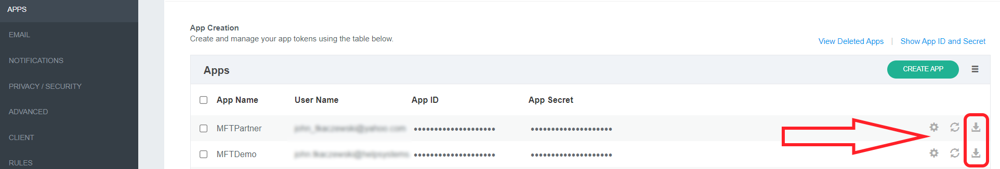 APPS
EMAIL
NOTIFICATIONS
PRIVACY / SECURITY
ADVANCED
CLIENT
RULES
App Creation
Create and manage your app tokens using the table below.
View Deleted Apps | Show App ID and Secret
Apps
CREATE APP
App Name User Name App ID App Secret
MFTPartner •••••••••••••••••••• ••••••••••••••••••••
MFTDemo •••••••••••••••••••• ••••••••••••••••••••